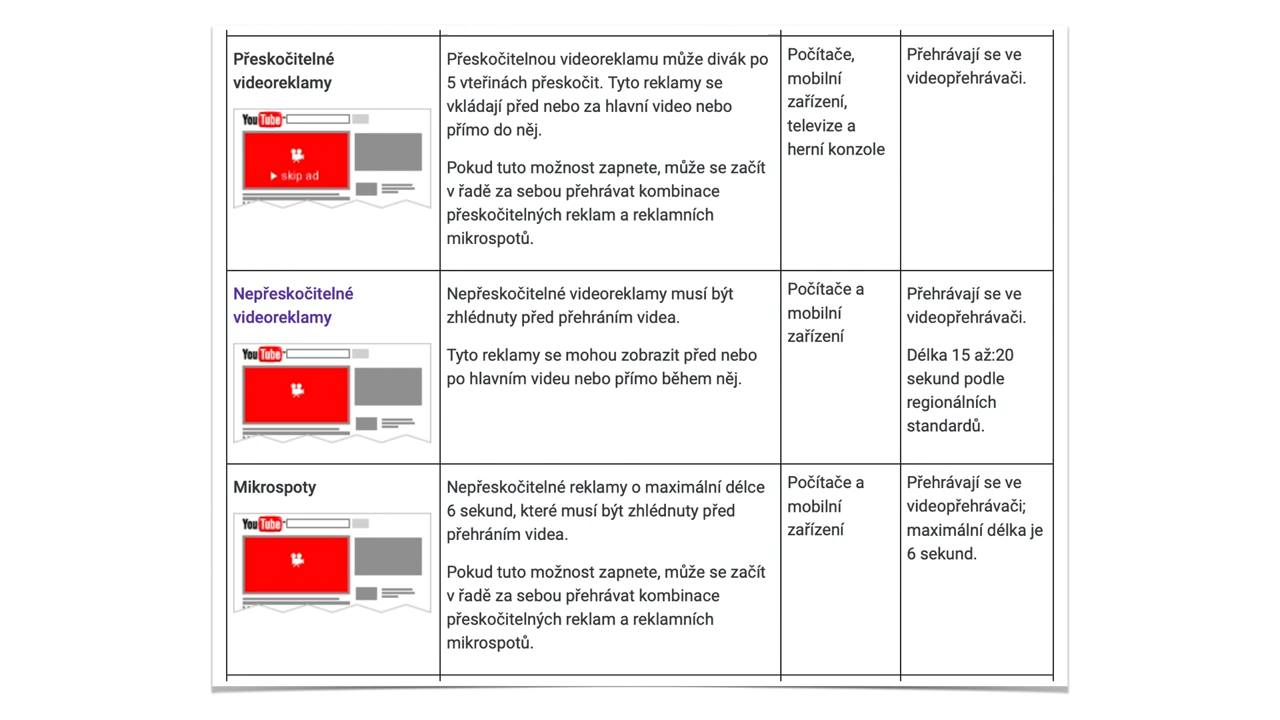 Přeskočitelné
videoreklamy
YouTube
skip ad
Přeskočitelnou videoreklamu může divák po
5 vteřinách přeskočit. Tyto reklamy se
vkládají před nebo za hlavní video nebo
přímo do něj.
Pokud tuto možnost zapnete, může se začít
v řadě za sebou přehrávat kombinace
přeskočitelných reklam a reklamních
mikrospotů.
Počítače,
mobilní
zařízení,
televize a
herní konzole
Přehrávají se ve
videopřehrávači.
Nepřeskočitelné
videoreklamy
YouTube
Nepřeskočitelné videoreklamy musí být
zhlédnuty před přehráním videa.
Tyto reklamy se mohou zobrazit před nebo
po hlavním videu nebo přímo během něj.
Počítače a
mobilní
zařízení
Přehrávají se ve
videopřehrávači.
Délka 15 až:20
sekund podle
regionálních
standardů.
Mikrospoty
YouTube
Nepřeskočitelné reklamy o maximální délce
6 sekund, které musí být zhlédnuty před
přehráním videa.
Pokud tuto možnost zapnete, může se začít
v řadě za sebou přehrávat kombinace
přeskočitelných reklam a reklamních
mikrospotů.
Počítače a
mobilní
zařízení
Přehrávají se ve
videopřehrávači;
maximální délka je
6 sekund.